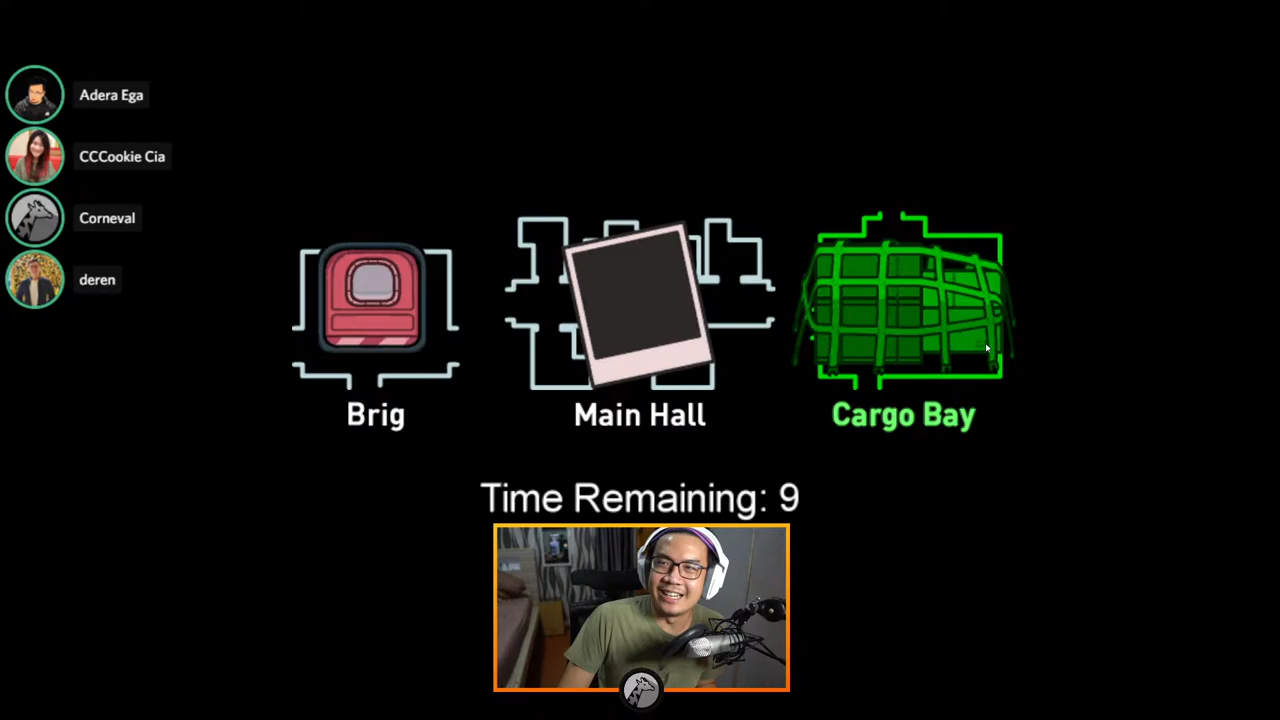 Adera Ega
CCCookie Cia
Corneval
deren
Brig
Main Hall
Cargo Bay
Time Remaining: 9